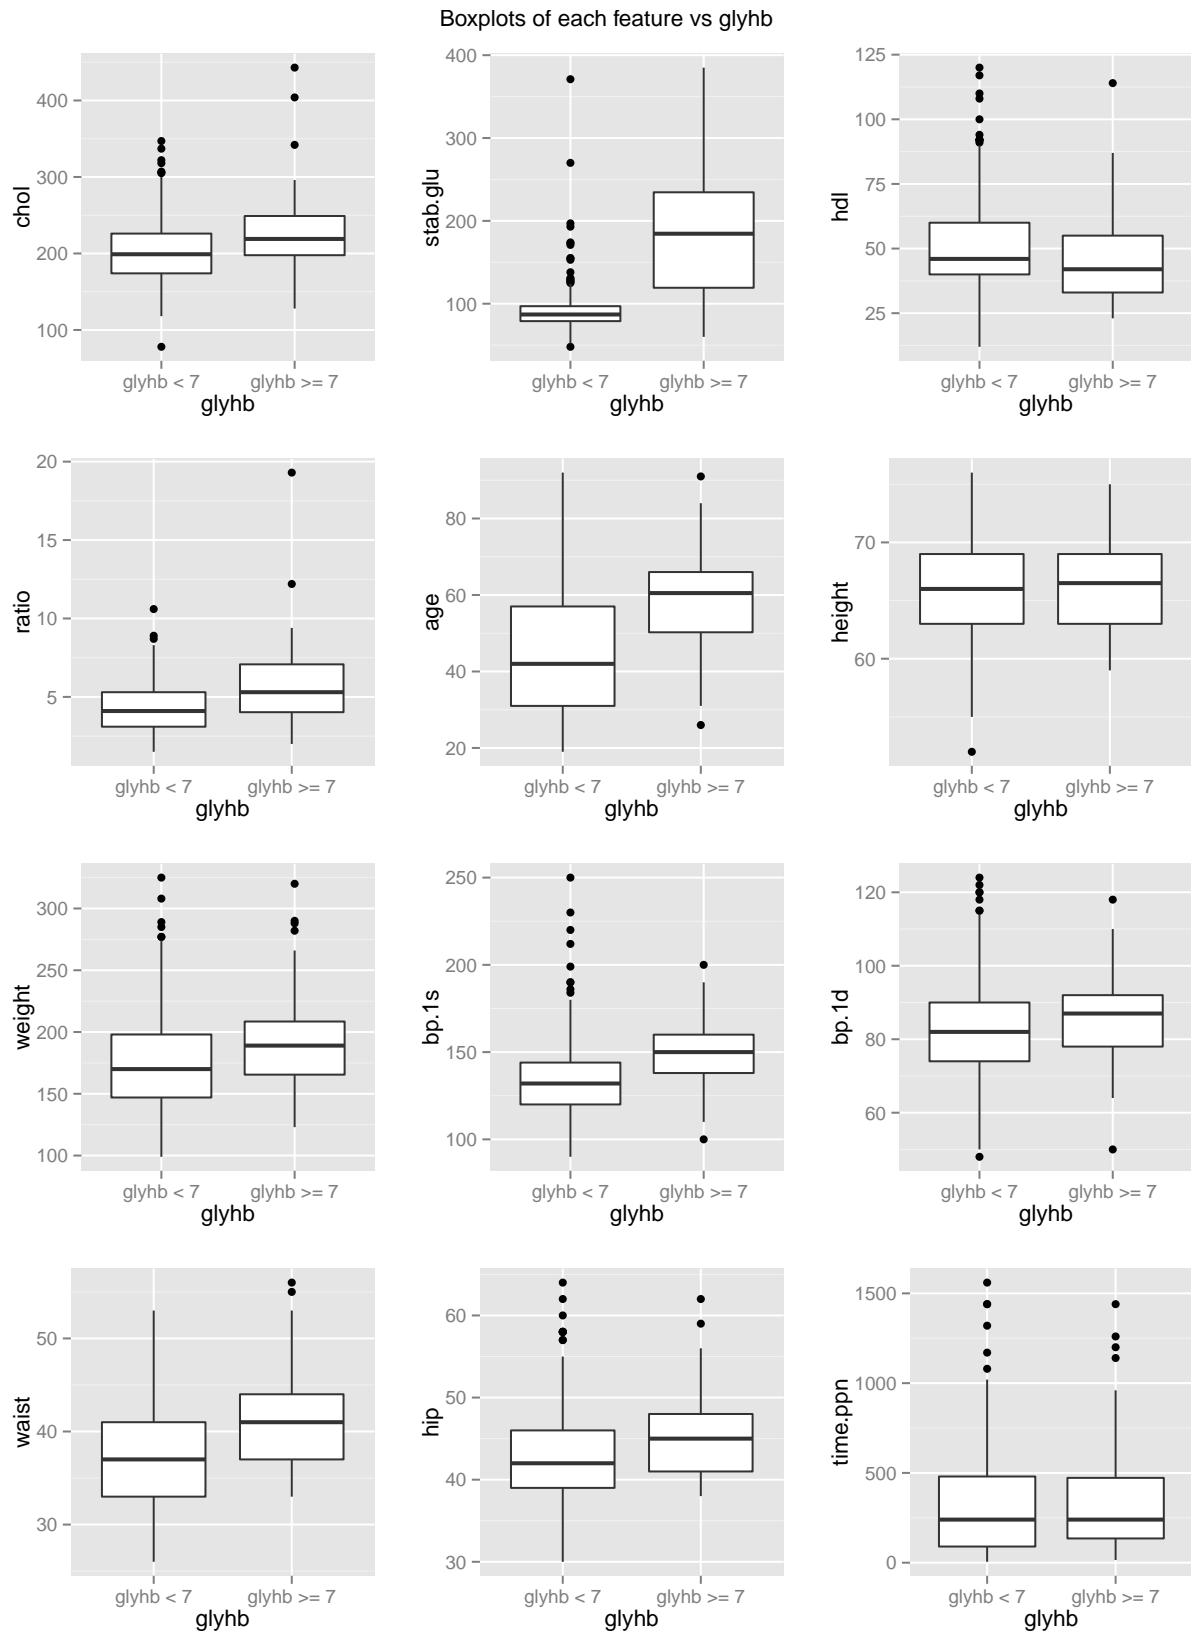 Boxplots of each feature vs glyhb
chol
400
300
200
100
glyhb < 7
glyhb >= 7
glyhb
stab.glu
400
300
200
100
glyhb < 7
glyhb >= 7
glyhb
hdl
125
100
75
50
25
glyhb < 7
glyhb >= 7
glyhb
ratio
20
15
10
5
glyhb < 7
glyhb >= 7
glyhb
age
80
60
40
20
glyhb < 7
glyhb >= 7
glyhb
height
70
60
glyhb < 7
glyhb >= 7
glyhb
weight
300
250
200
150
100
glyhb < 7
glyhb >= 7
glyhb
bp.1s
250
200
150
100
glyhb < 7
glyhb >= 7
glyhb
bp.1d
120
100
80
60
glyhb < 7
glyhb >= 7
glyhb
waist
50
40
30
glyhb < 7
glyhb >= 7
glyhb
hip
60
50
40
30
glyhb < 7
glyhb >= 7
glyhb
time.ppn
1500
1000
500
0
glyhb < 7
glyhb >= 7
glyhb